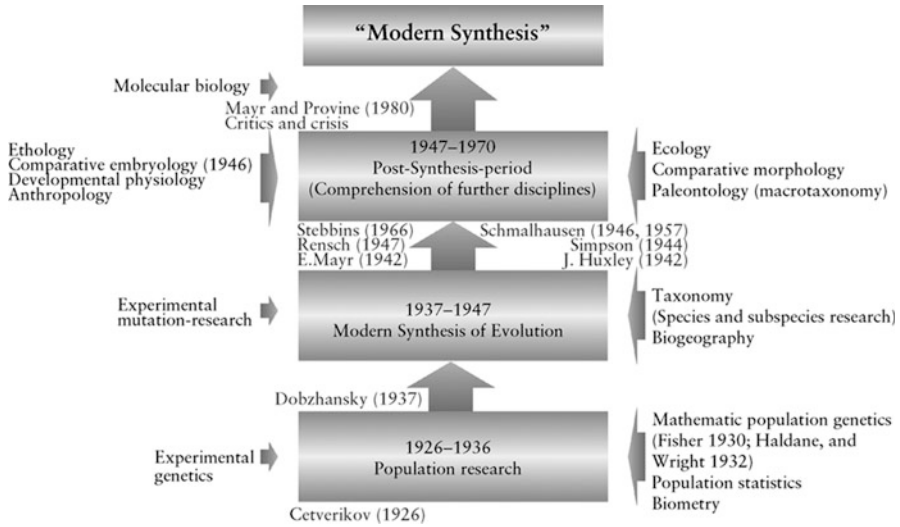 “Modern Synthesis”
Molecular biology
Mayr and Provine (1980)
Critics and crisis
Ethology
Comparative embryology (1946)
Developmental physiology
Anthropology
1947–1970
Post-Synthesis-period
(Comprehension of further disciplines)
Ecology
Comparative morphology
Paleontology (macrotaxonomy)
Stebbins (1966)
Rensch (1947)
E.Mayr (1942)
Schmalhausen (1946, 1957)
Simpson (1944)
J. Huxley (1942)
Experimental
mutation-research
1937–1947
Modern Synthesis of Evolution
Taxonomy
(Species and subspecies research)
Biogeography
Dobzhansky (1937)
Experimental
genetics
1926–1936
Population research
Mathematic population genetics
(Fisher 1930; Haldane, and
Wright 1932)
Population statistics
Biometry
Cetverikov (1926)